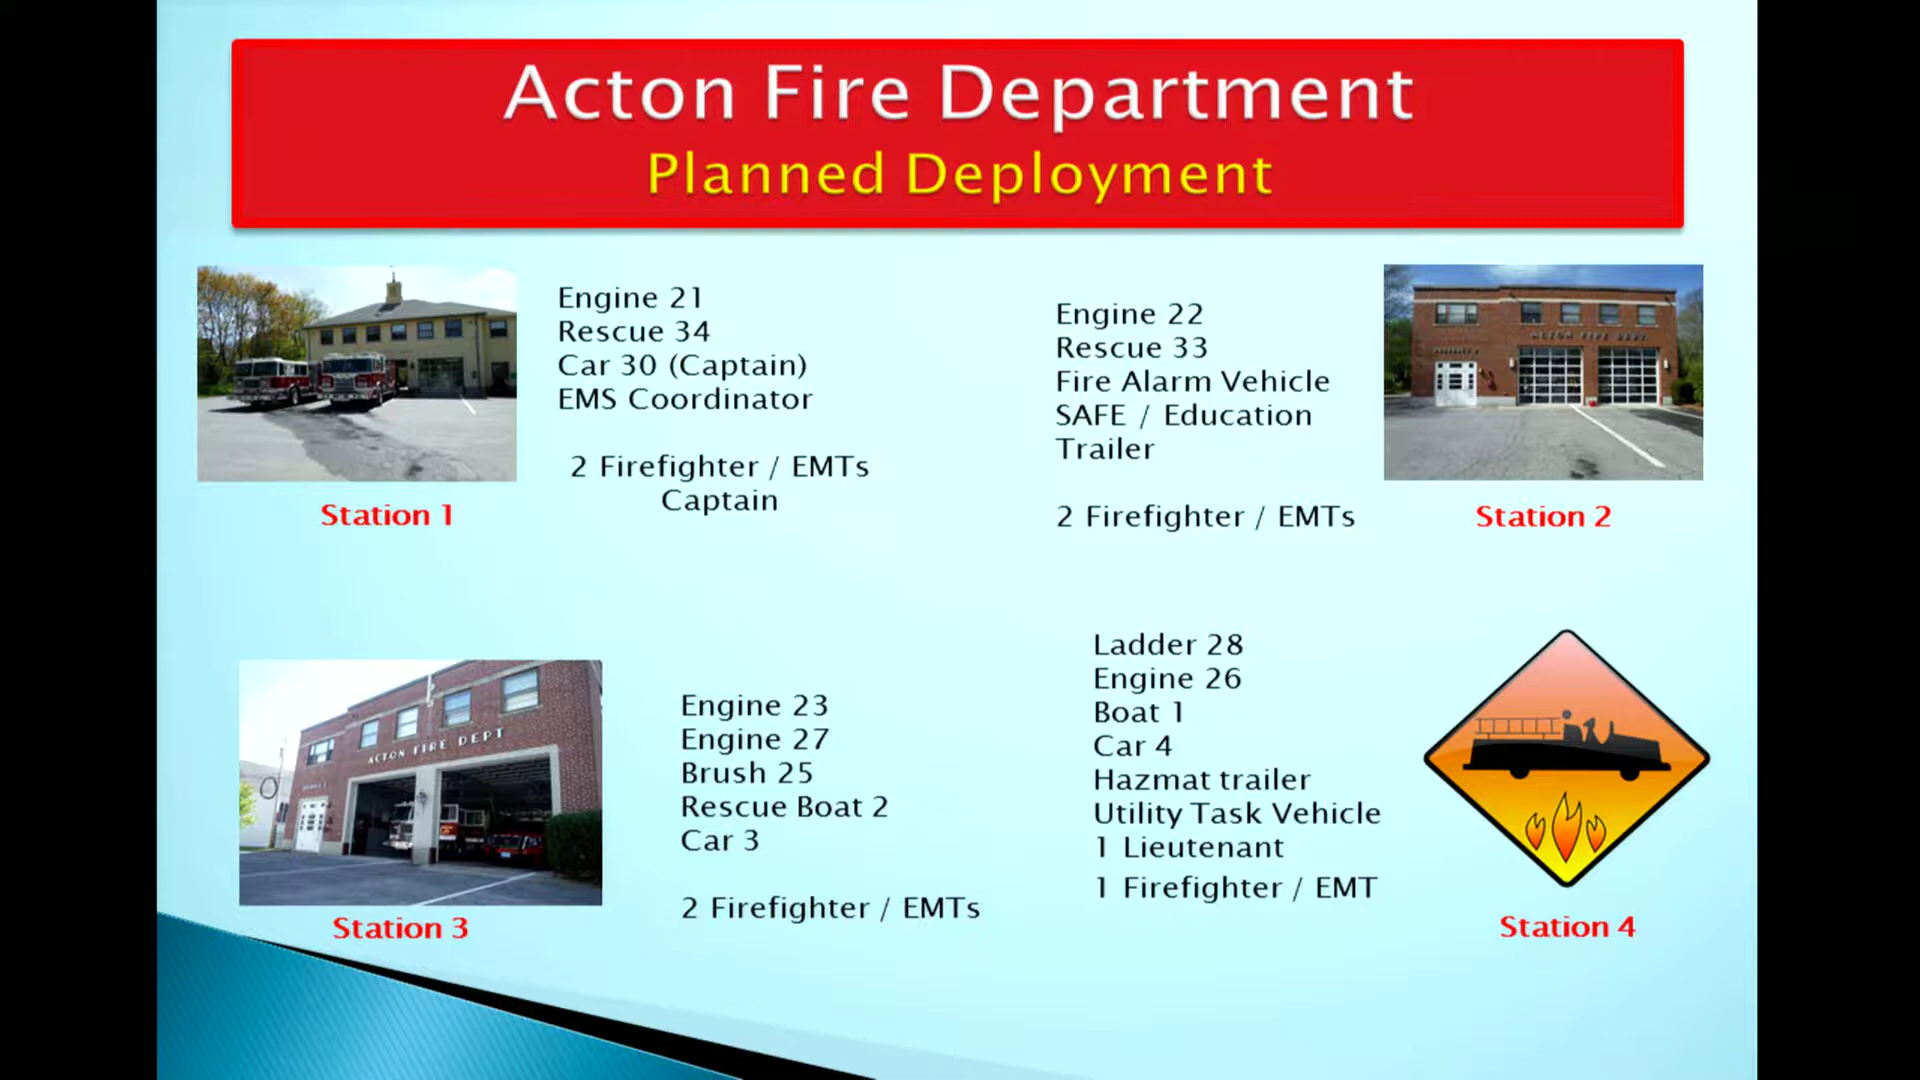 Acton Fire Department
Planned Deployment
Engine 21
Rescue 34
Car 30 (Captain)
EMS Coordinator
2 Firefighter / EMTs
Captain
Station 1
Engine 22
Rescue 33
Fire Alarm Vehicle
SAFE / Education
Trailer
2 Firefighter / EMTs
ACTON FIRE DEPT.
Station 2
ACTON FIRE DEPT
Engine 23
Engine 27
Brush 25
Rescue Boat 2
Car 3
2 Firefighter / EMTs
Station 3
Ladder 28
Engine 26
Boat 1
Car 4
Hazmat trailer
Utility Task Vehicle
1 Lieutenant
1 Firefighter / EMT
Station 4